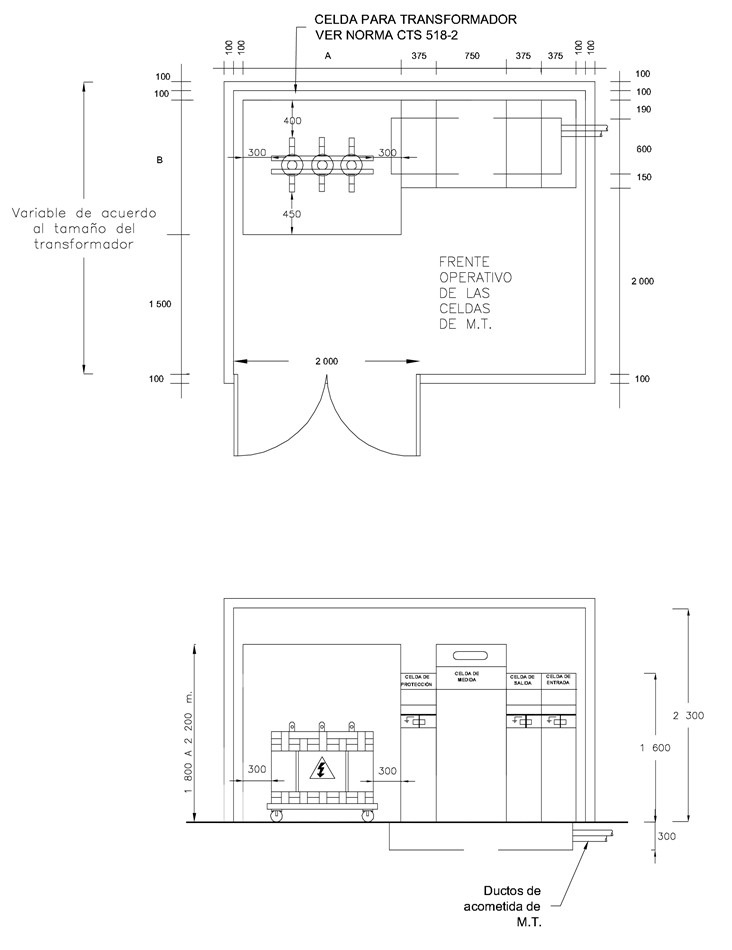 CELDA PARA TRANSFORMADOR
VER NORMA CTS 518-2
100
100
A
375
750
375
375
100
100
100
100
B
1 500
100
Variable de acuerdo
al tamaño del
transformador
400
300
300
450
100
100
190
600
150
2 000
100
FRENTE
OPERATIVO
DE LAS
CELDAS
DE M.T.
2 000
CELDA DE
PROTECCIÓN
CELDA DE
MEDIDA
CELDA DE
SALIDA
CELDA DE
ENTRADA
1 800 A 2 200 m.
300
300
2 300
1 600
300
Ductos de
acometida de
M.T.